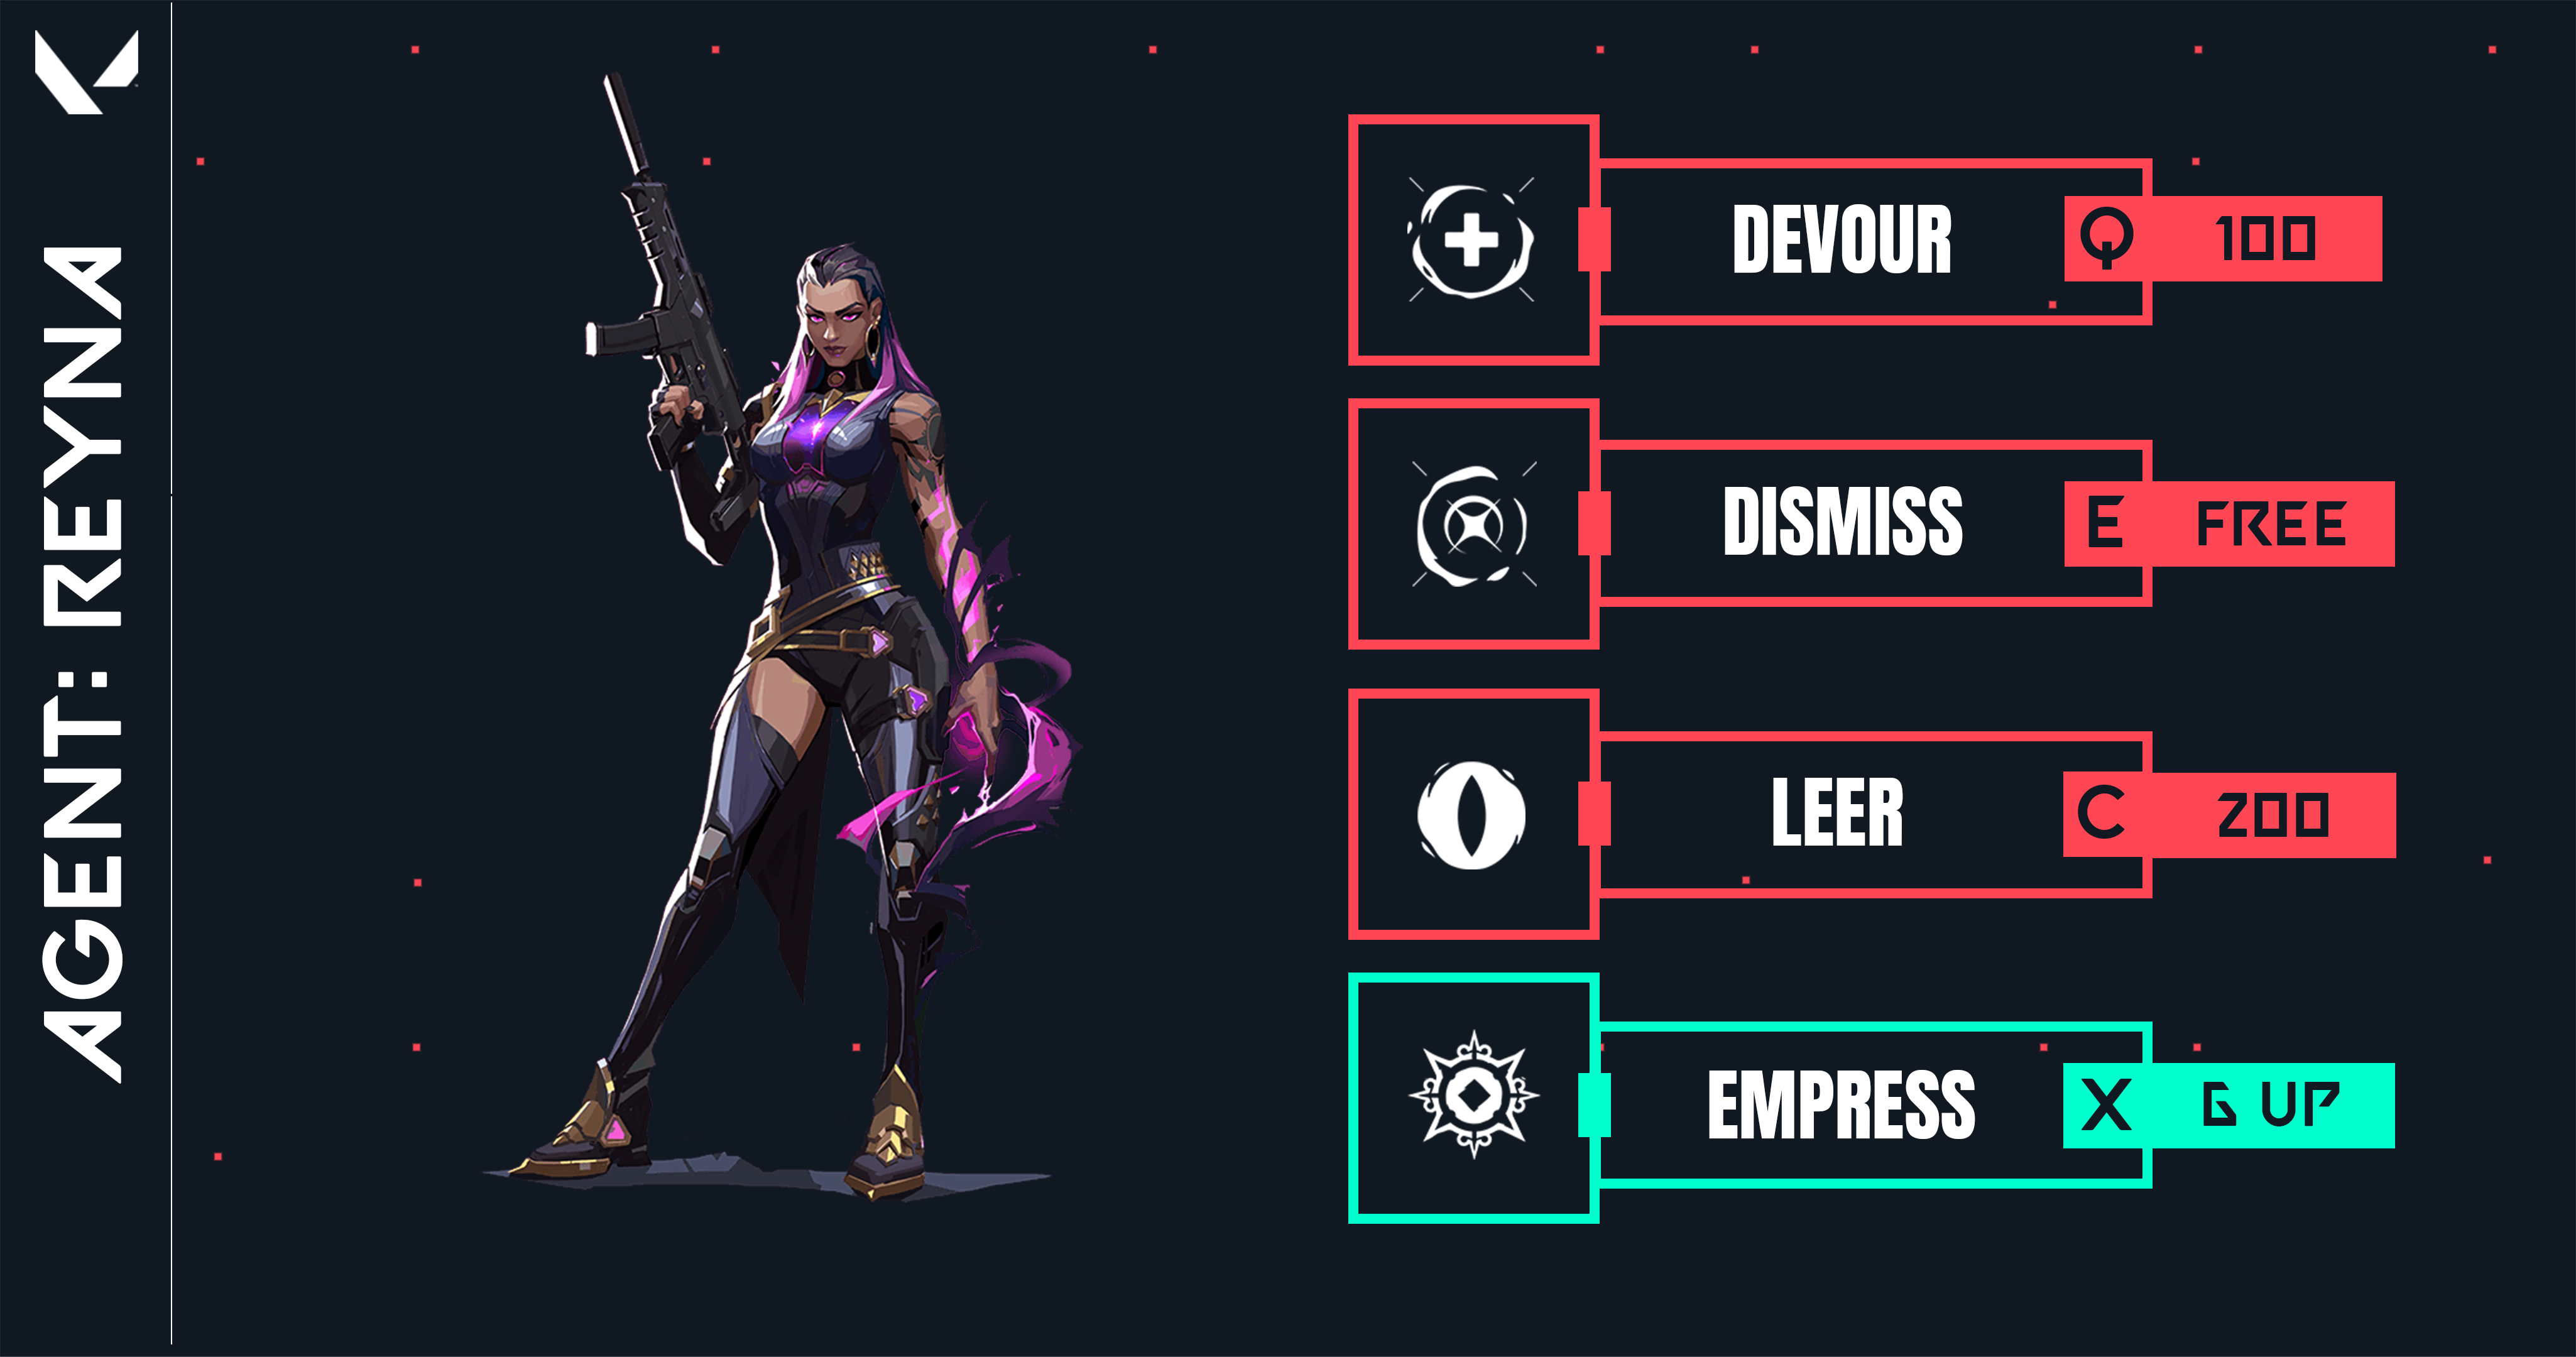 AGENT: REYNA
DEVOUR
Q 100
DISMISS
E FREE
LEER
C 200
EMPRESS
X 6 UP